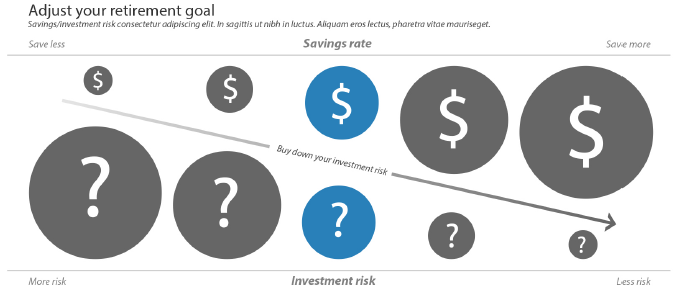 Adjust your retirement goal
Savings/investment risk consectetur adipiscing elit. In sagittis ut nibh in luctus. Aliquam eros lectus, pharetra vitae mauriseget.
Save less Savings rate Save more
$ $ $ $ $
Buy down your investment risk
? ? ? ? ?
More risk Investment risk Less risk